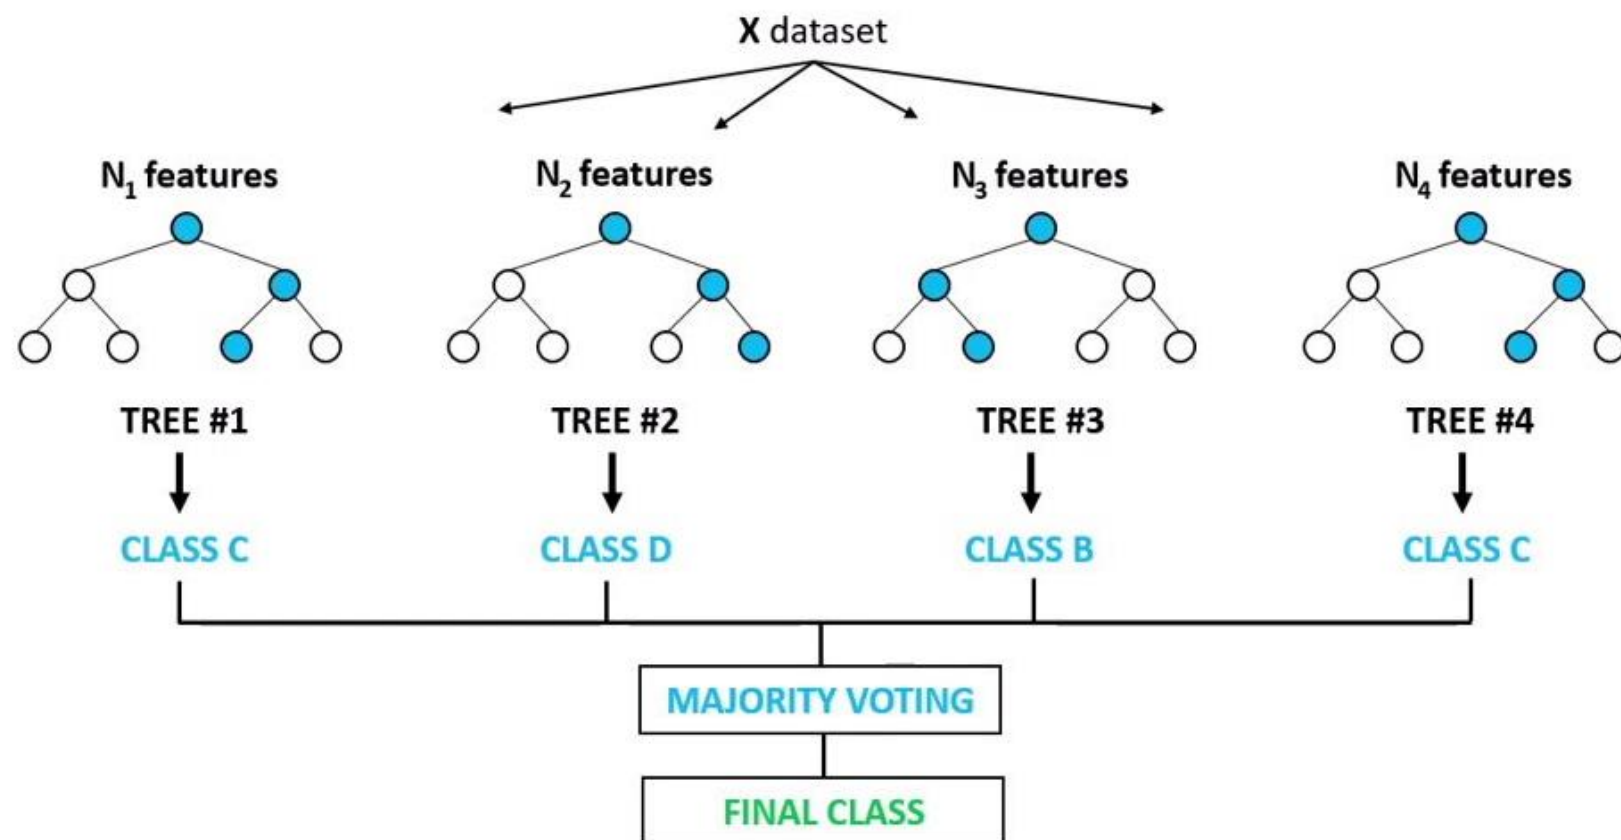 X dataset
N₁ features
N₂ features
N₃ features
N₄ features
TREE #1
TREE #2
TREE #3
TREE #4
CLASS C
CLASS D
CLASS B
CLASS C
MAJORITY VOTING
FINAL CLASS